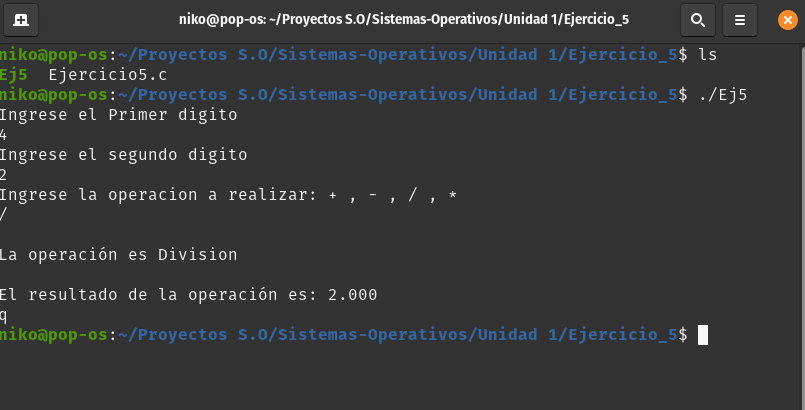 niko@pop-os: ~/Proyectos S.O/Sistemas-Operativos/Unidad 1/Ejercicio_5
niko@pop-os:~/Proyectos S.O/Sistemas-Operativos/Unidad 1/Ejercicio_5$ ls
Ej5  Ejercicio5.c
niko@pop-os:~/Proyectos S.O/Sistemas-Operativos/Unidad 1/Ejercicio_5$ ./Ej5
Ingrese el Primer digito
4
Ingrese el segundo digito
2
Ingrese la operacion a realizar: + , - , / , *
/
La operación es Division
El resultado de la operación es: 2.000
q
niko@pop-os:~/Proyectos S.O/Sistemas-Operativos/Unidad 1/Ejercicio_5$